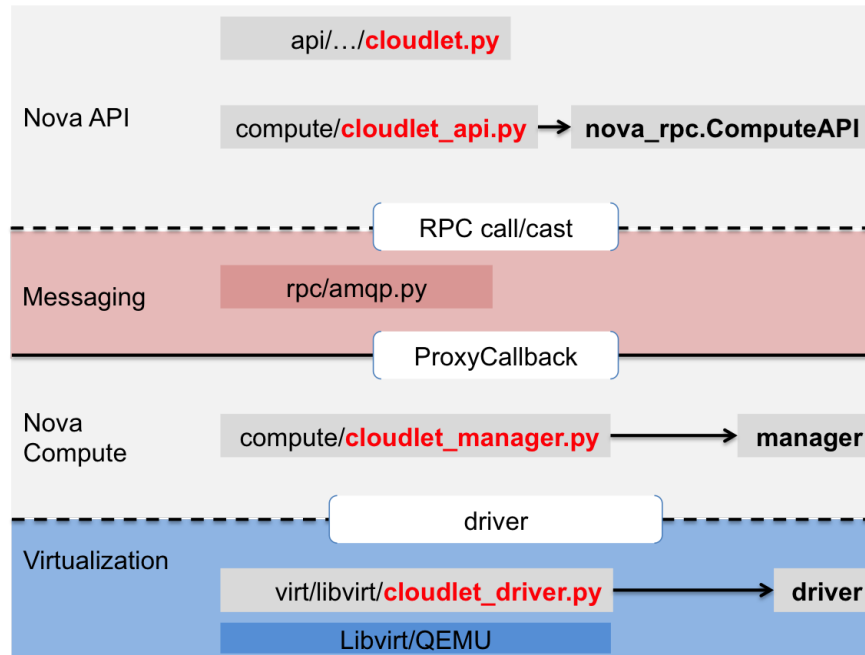 api/…/cloudlet.py
Nova API
compute/cloudlet_api.py
nova_rpc.ComputeAPI
RPC call/cast
Messaging
rpc/amqp.py
ProxyCallback
Nova
Compute
compute/cloudlet_manager.py
manager
driver
Virtualization
virt/libvirt/cloudlet_driver.py
driver
Libvirt/QEMU